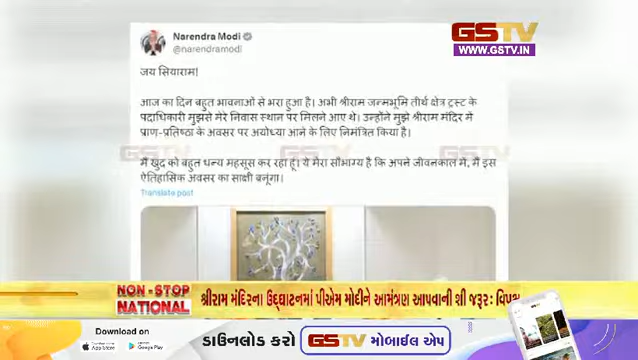 Narendra Modi
@narendramodi
GSTV
WWW.GSTV.IN
जय सियाराम!
आज का दिन बहुत भावनाओं से भरा हुआ है। अभी श्रीराम जन्मभूमि तीर्थ क्षेत्र ट्रस्ट के
पदाधिकारी मुझसे मेरे निवास स्थान पर मिलने आए थे। उन्होंने मुझे श्रीराम मंदिर में
प्राण-प्रतिष्ठा के अवसर पर अयोध्या आने के लिए निमंत्रित किया है।
मैं खुद को बहुत धन्य महसूस कर रहा हूं। ये मेरा सौभाग्य है कि अपने जीवनकाल में, मैं इस
ऐतिहासिक अवसर का साक्षी बनूंगा।
Translate post
NON-STOP
NATIONAL
શ્રીરામ મંદિરના ઉદ્ઘાટનમાં પીએમ મોદીને આમંત્રણ આપવાની શી જરૂર : વિપક્ષ
Download on
App Store
Google Play
ડાઉનલોડ કરો GSTV મોબાઈલ એપ